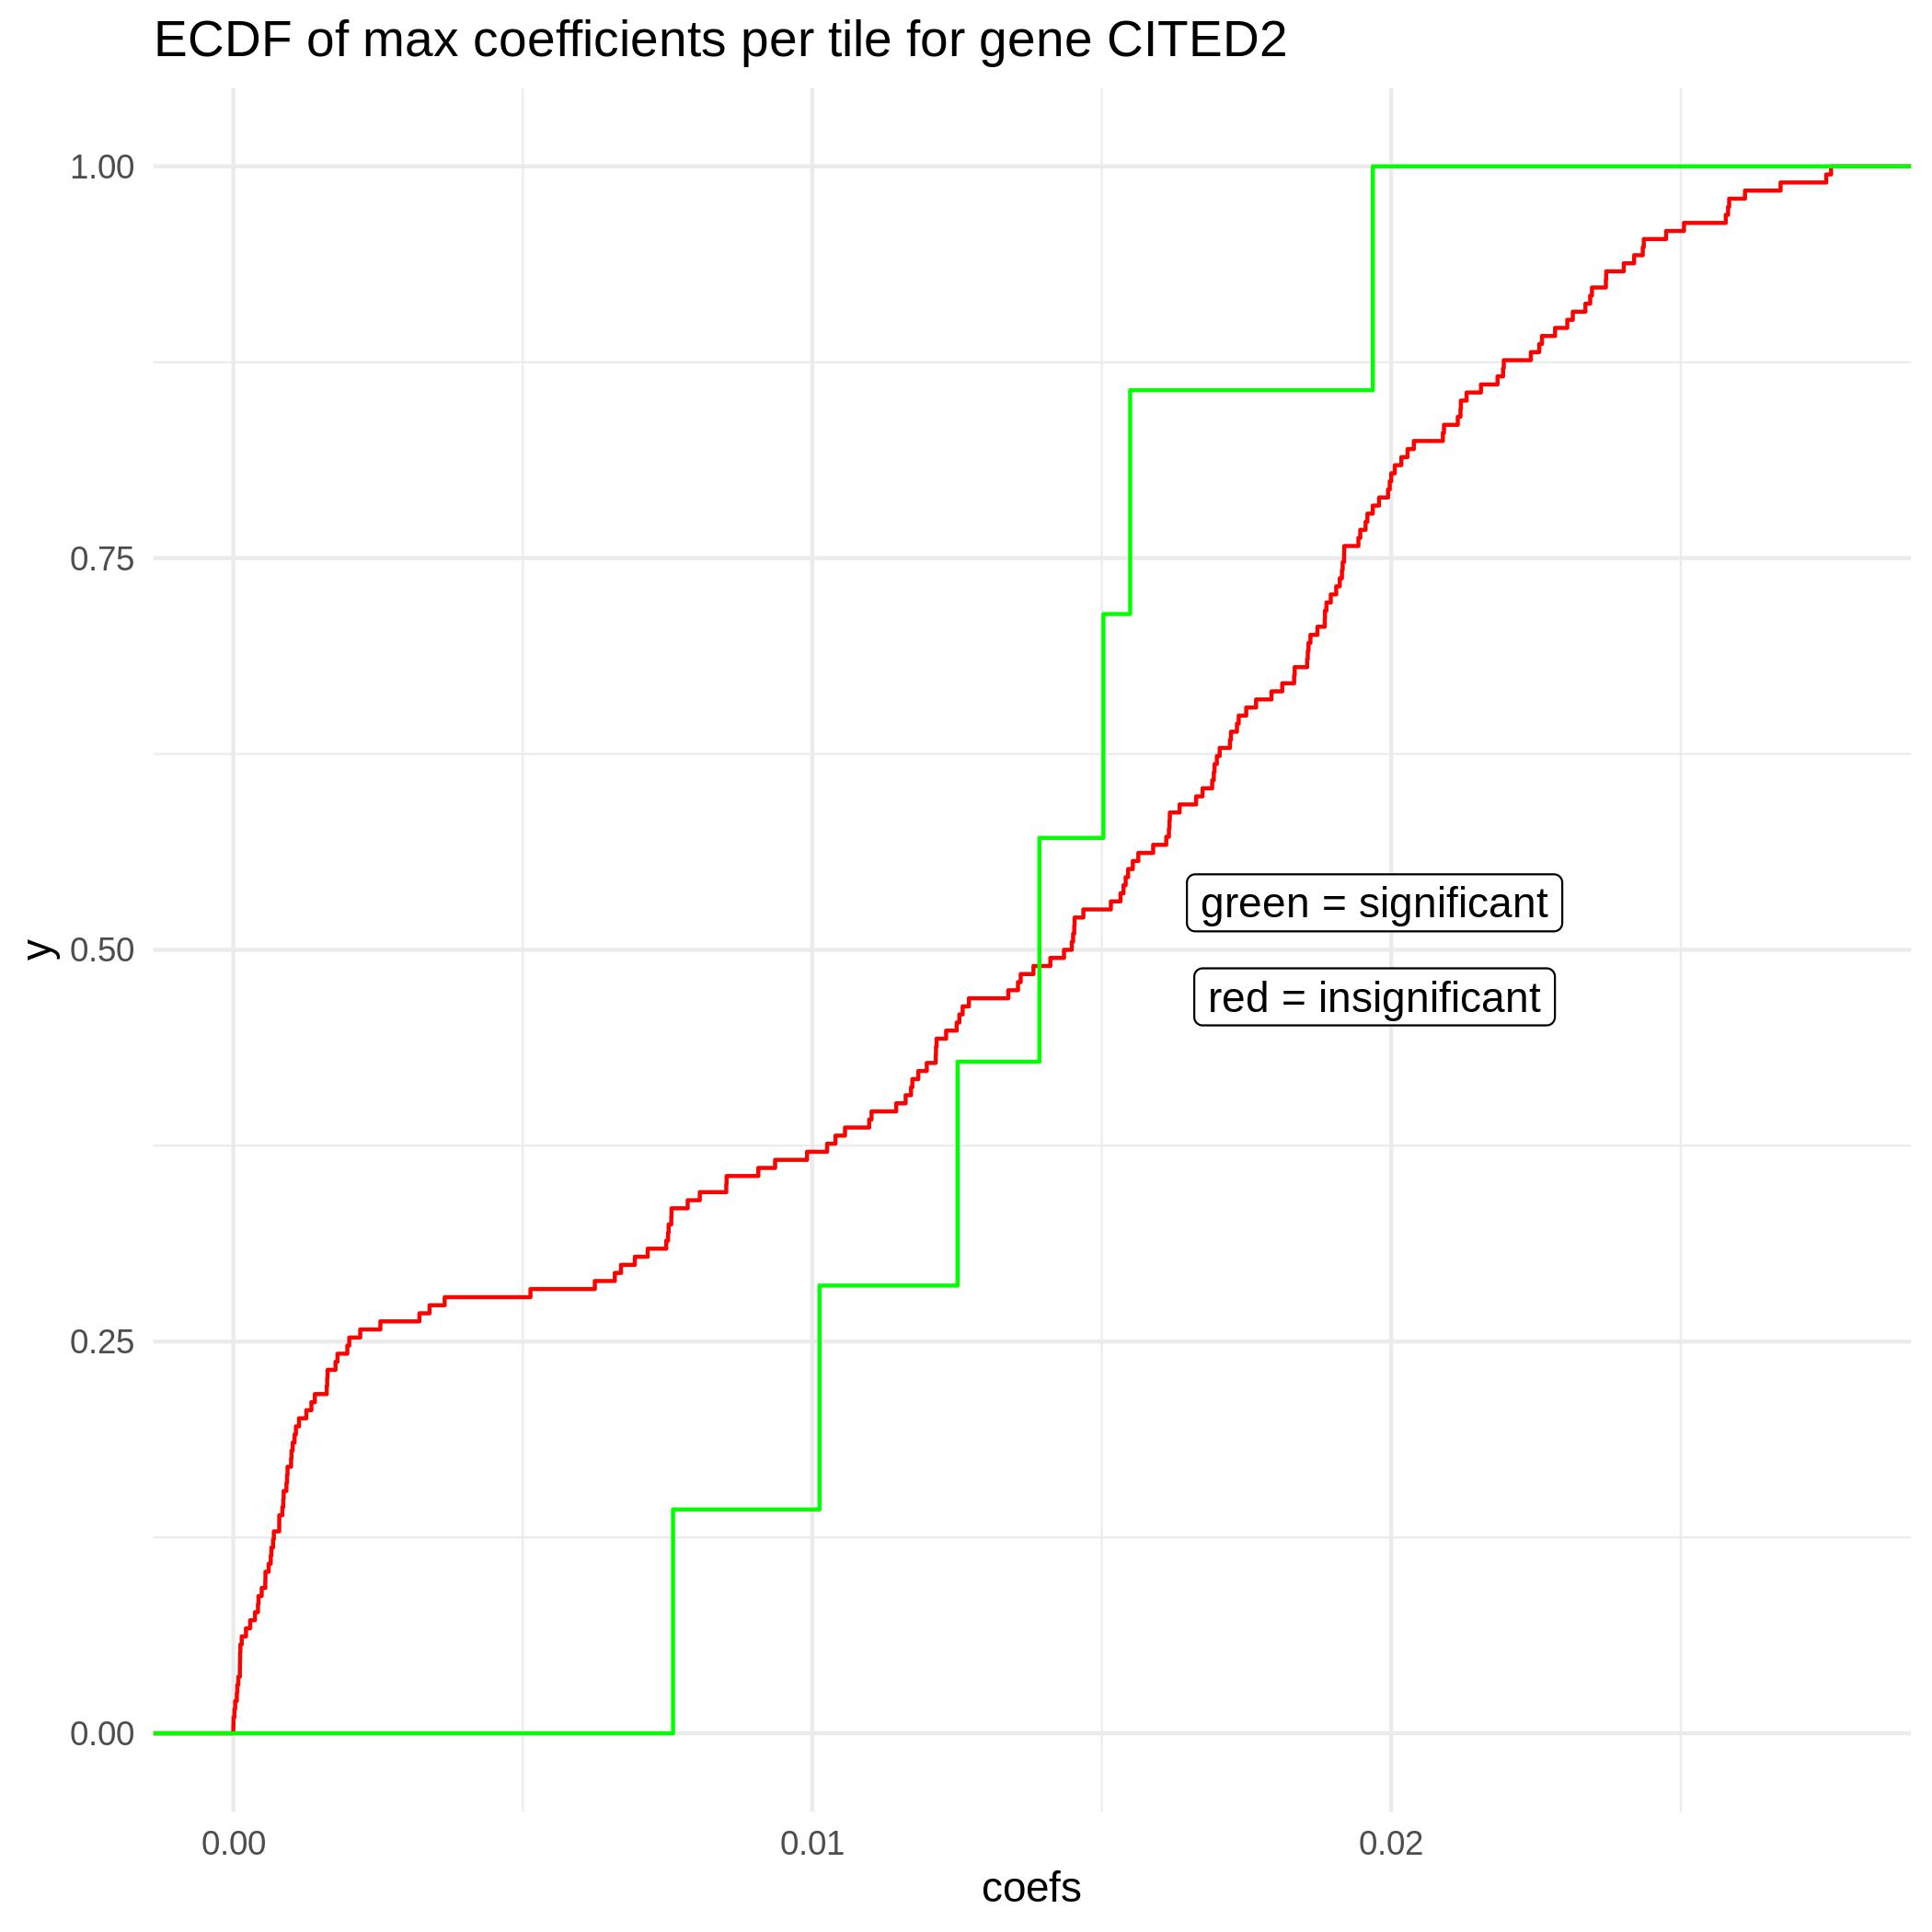 ECDF of max coefficients per tile for gene CITED2
1.00
0.75
0.50
0.25
0.00
y
green = significant
red = insignificant
0.00 0.01 0.02
coefs